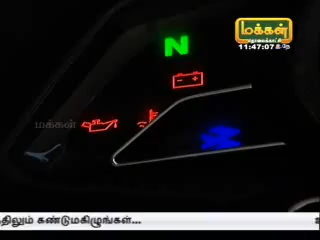 மக்கள்
தொலைக்காட்சி
11:47:07
N
மக்கள்
திலும் கண்டுமகிழுங்கள்...